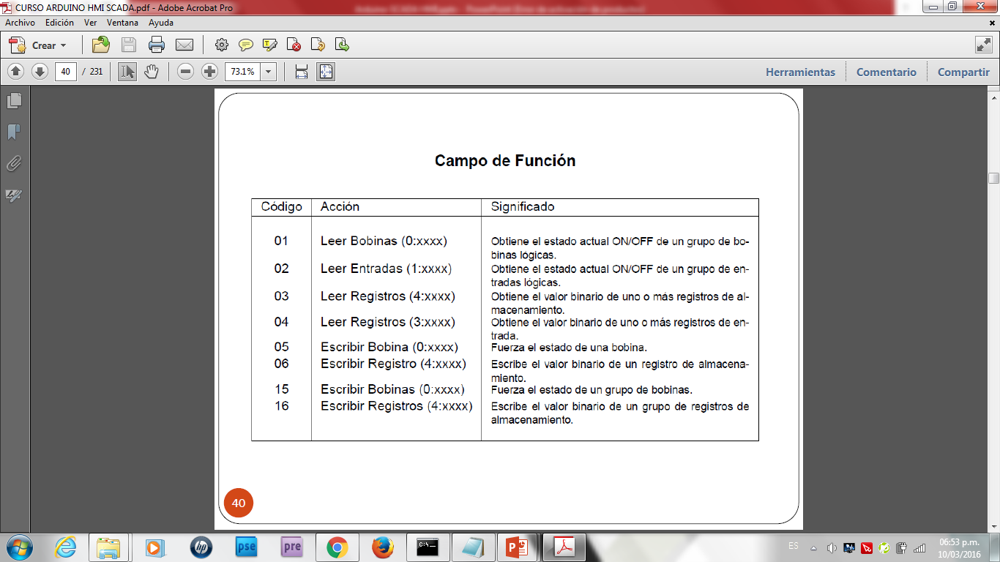 CURSO ARDUINO HMI SCADA.pdf - Adobe Acrobat Pro
Archivo Edición Ver Ventana Ayuda
Crear
40 / 231 73.1% Herramientas Comentario Compartir
Campo de Función
Código Acción Significado
01 Leer Bobinas (0:xxxx) Obtiene el estado actual ON/OFF de un grupo de bo-
binas lógicas.
02 Leer Entradas (1:xxxx) Obtiene el estado actual ON/OFF de un grupo de en-
tradas lógicas.
03 Leer Registros (4:xxxx) Obtiene el valor binario de uno o más registros de al-
macenamiento.
04 Leer Registros (3:xxxx) Obtiene el valor binario de uno o más registros de en-
trada.
05 Escribir Bobina (0:xxxx) Fuerza el estado de una bobina.
06 Escribir Registro (4:xxxx) Escribe el valor binario de un registro de almacena-
miento.
15 Escribir Bobinas (0:xxxx) Fuerza el estado de un grupo de bobinas.
16 Escribir Registros (4:xxxx) Escribe el valor binario de un grupo de registros de
almacenamiento.
40
hp pse pre C:\ ES 06:53 p.m.
10/03/2016